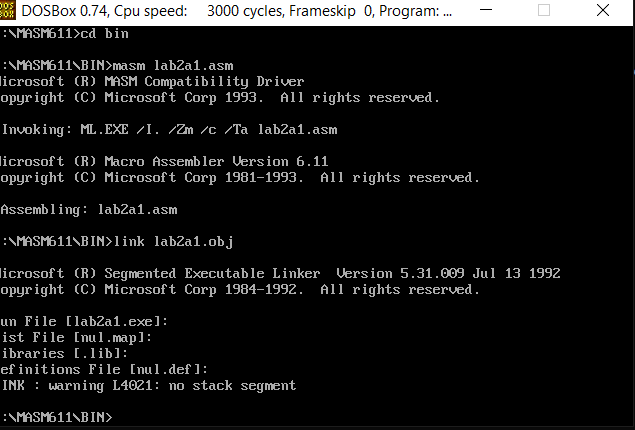 DOS
BOX
DOSBox 0.74, Cpu speed: 3000 cycles, Frameskip 0, Program: ...
:\MASM611>cd bin
:\MASM611\BIN>masm lab2a1.asm
icrosoft (R) MASM Compatibility Driver
opyright (C) Microsoft Corp 1993. All rights reserved.
Invoking: ML.EXE /I. /Zm /c /Ta lab2a1.asm
icrosoft (R) Macro Assembler Version 6.11
opyright (C) Microsoft Corp 1981-1993. All rights reserved.
Assembling: lab2a1.asm
:\MASM611\BIN>link lab2a1.obj
icrosoft (R) Segmented Executable Linker Version 5.31.009 Jul 13 1992
opyright (C) Microsoft Corp 1984-1992. All rights reserved.
un File [lab2a1.exe]:
ist File [nul.map]:
ibraries [.lib]:
efinitions File [nul.def]:
INK : warning L4021: no stack segment
:\MASM611\BIN>